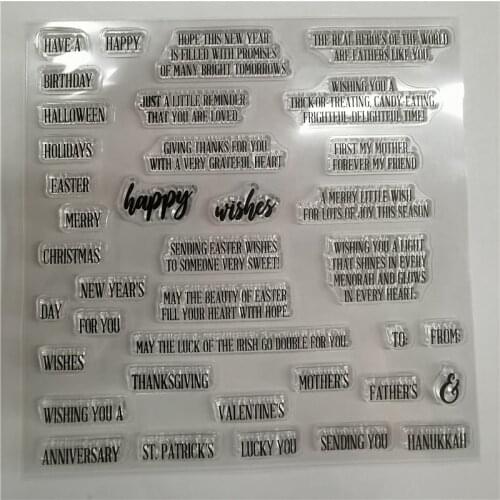 HAVE A
HAPPY
HOPE THIS NEW YEAR
IS FILLED WITH PROMISES
OF MANY BRIGHT TOMORROWS.
THE REAL HEROES OF THE WORLD
ARE FATHERS LIKE YOU.
BIRTHDAY
HALLOWEEN
JUST A LITTLE REMINDER
THAT YOU ARE LOVED
WISHING YOU A
TRICK-OR-TREATING, CANDY-EATING,
FRIGHTFUL-DELIGHTFUL TIME!
HOLIDAYS
GIVING THANKS FOR YOU
WITH A VERY GRATEFUL HEART
FIRST MY MOTHER,
FOREVER MY FRIEND
EASTER
MERRY
happy
wishes
A MERRY LITTLE WISH
FOR LOTS OF JOY THIS SEASON
CHRISTMAS
SENDING EASTER WISHES
TO SOMEONE VERY SWEET!
WISHING YOU A LIGHT
THAT SHINES IN EVERY
MENORAH AND GLOWS
IN EVERY HEART.
NEW YEAR'S
DAY
FOR YOU
MAY THE BEAUTY OF EASTER
FILL YOUR HEART WITH HOPE.
MAY THE LUCK OF THE IRISH GO DOUBLE FOR YOU.
TO:
FROM:
WISHES
THANKSGIVING
MOTHER'S
FATHER'S
&
WISHING YOU A
VALENTINE'S
ANNIVERSARY
ST. PATRICK'S
LUCKY YOU
SENDING YOU
HANUKKAH